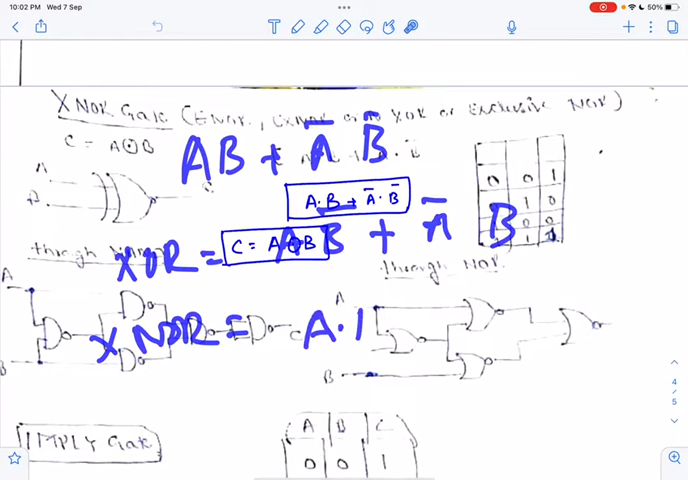 10:02 PM Wed 7 Sep
50%
XNOR Gate (ENOR, EXNOR or XOR or Exclusive NOR)
C = A⊙B
AB + A̅ B̅
A
B
A·B + A̅·B̅
0 0 1
1 0
0 0
1 1
XOR = AB̅ + A̅ B
C = A⊙B
through
through NOR
A
A
XNOR = A·1
C
B
B
4
5
IMPLY Gate
A B C
0 0 1